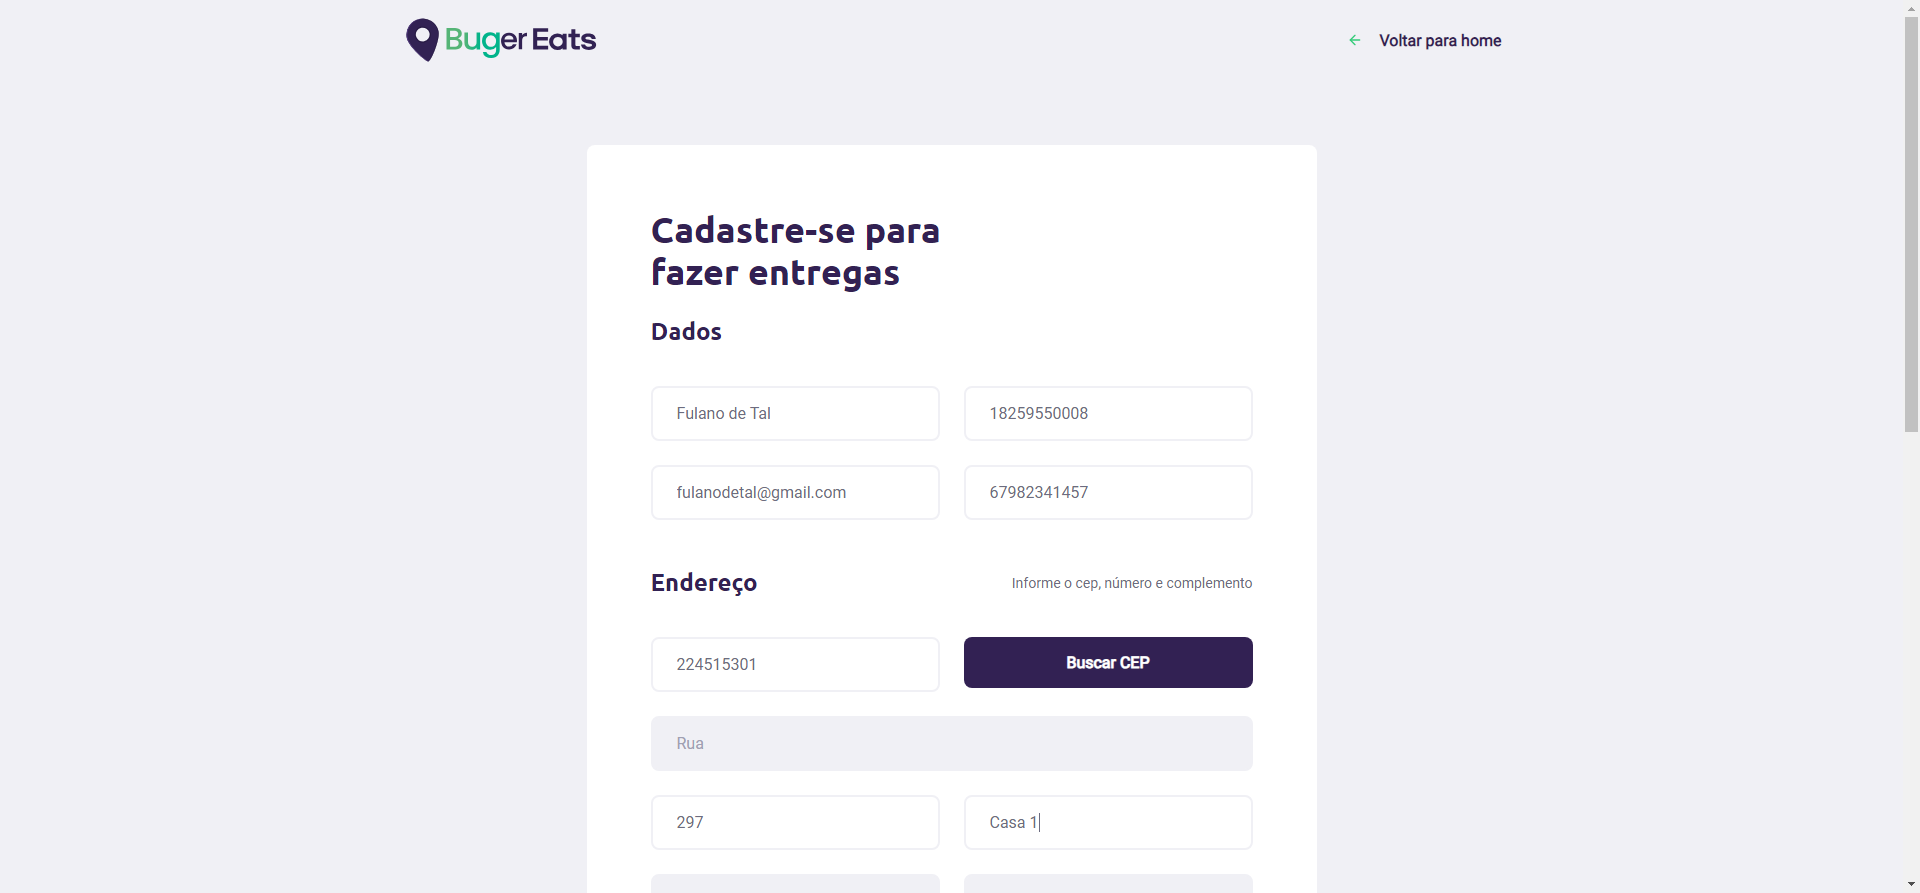 Buger Eats
Voltar para home
Cadastre-se para
fazer entregas
Dados
Fulano de Tal
18259550008
fulanodetal@gmail.com
67982341457
Endereço
Informe o cep, número e complemento
224515301
Buscar CEP
Rua
297
Casa 1